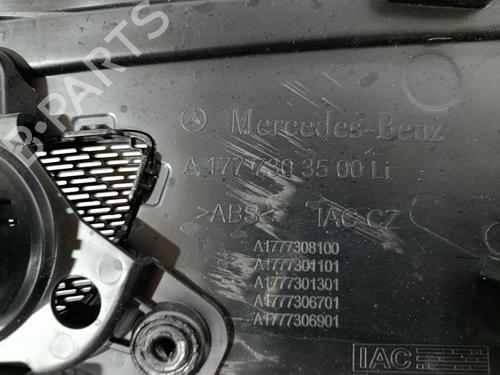 B-PARTS
Mercedes-Benz
A 177 730 35 00 Li
>ABS< IAC CZ
A1777308100
A1777301101
A1777301301
A1777306701
A1777306901
IAC